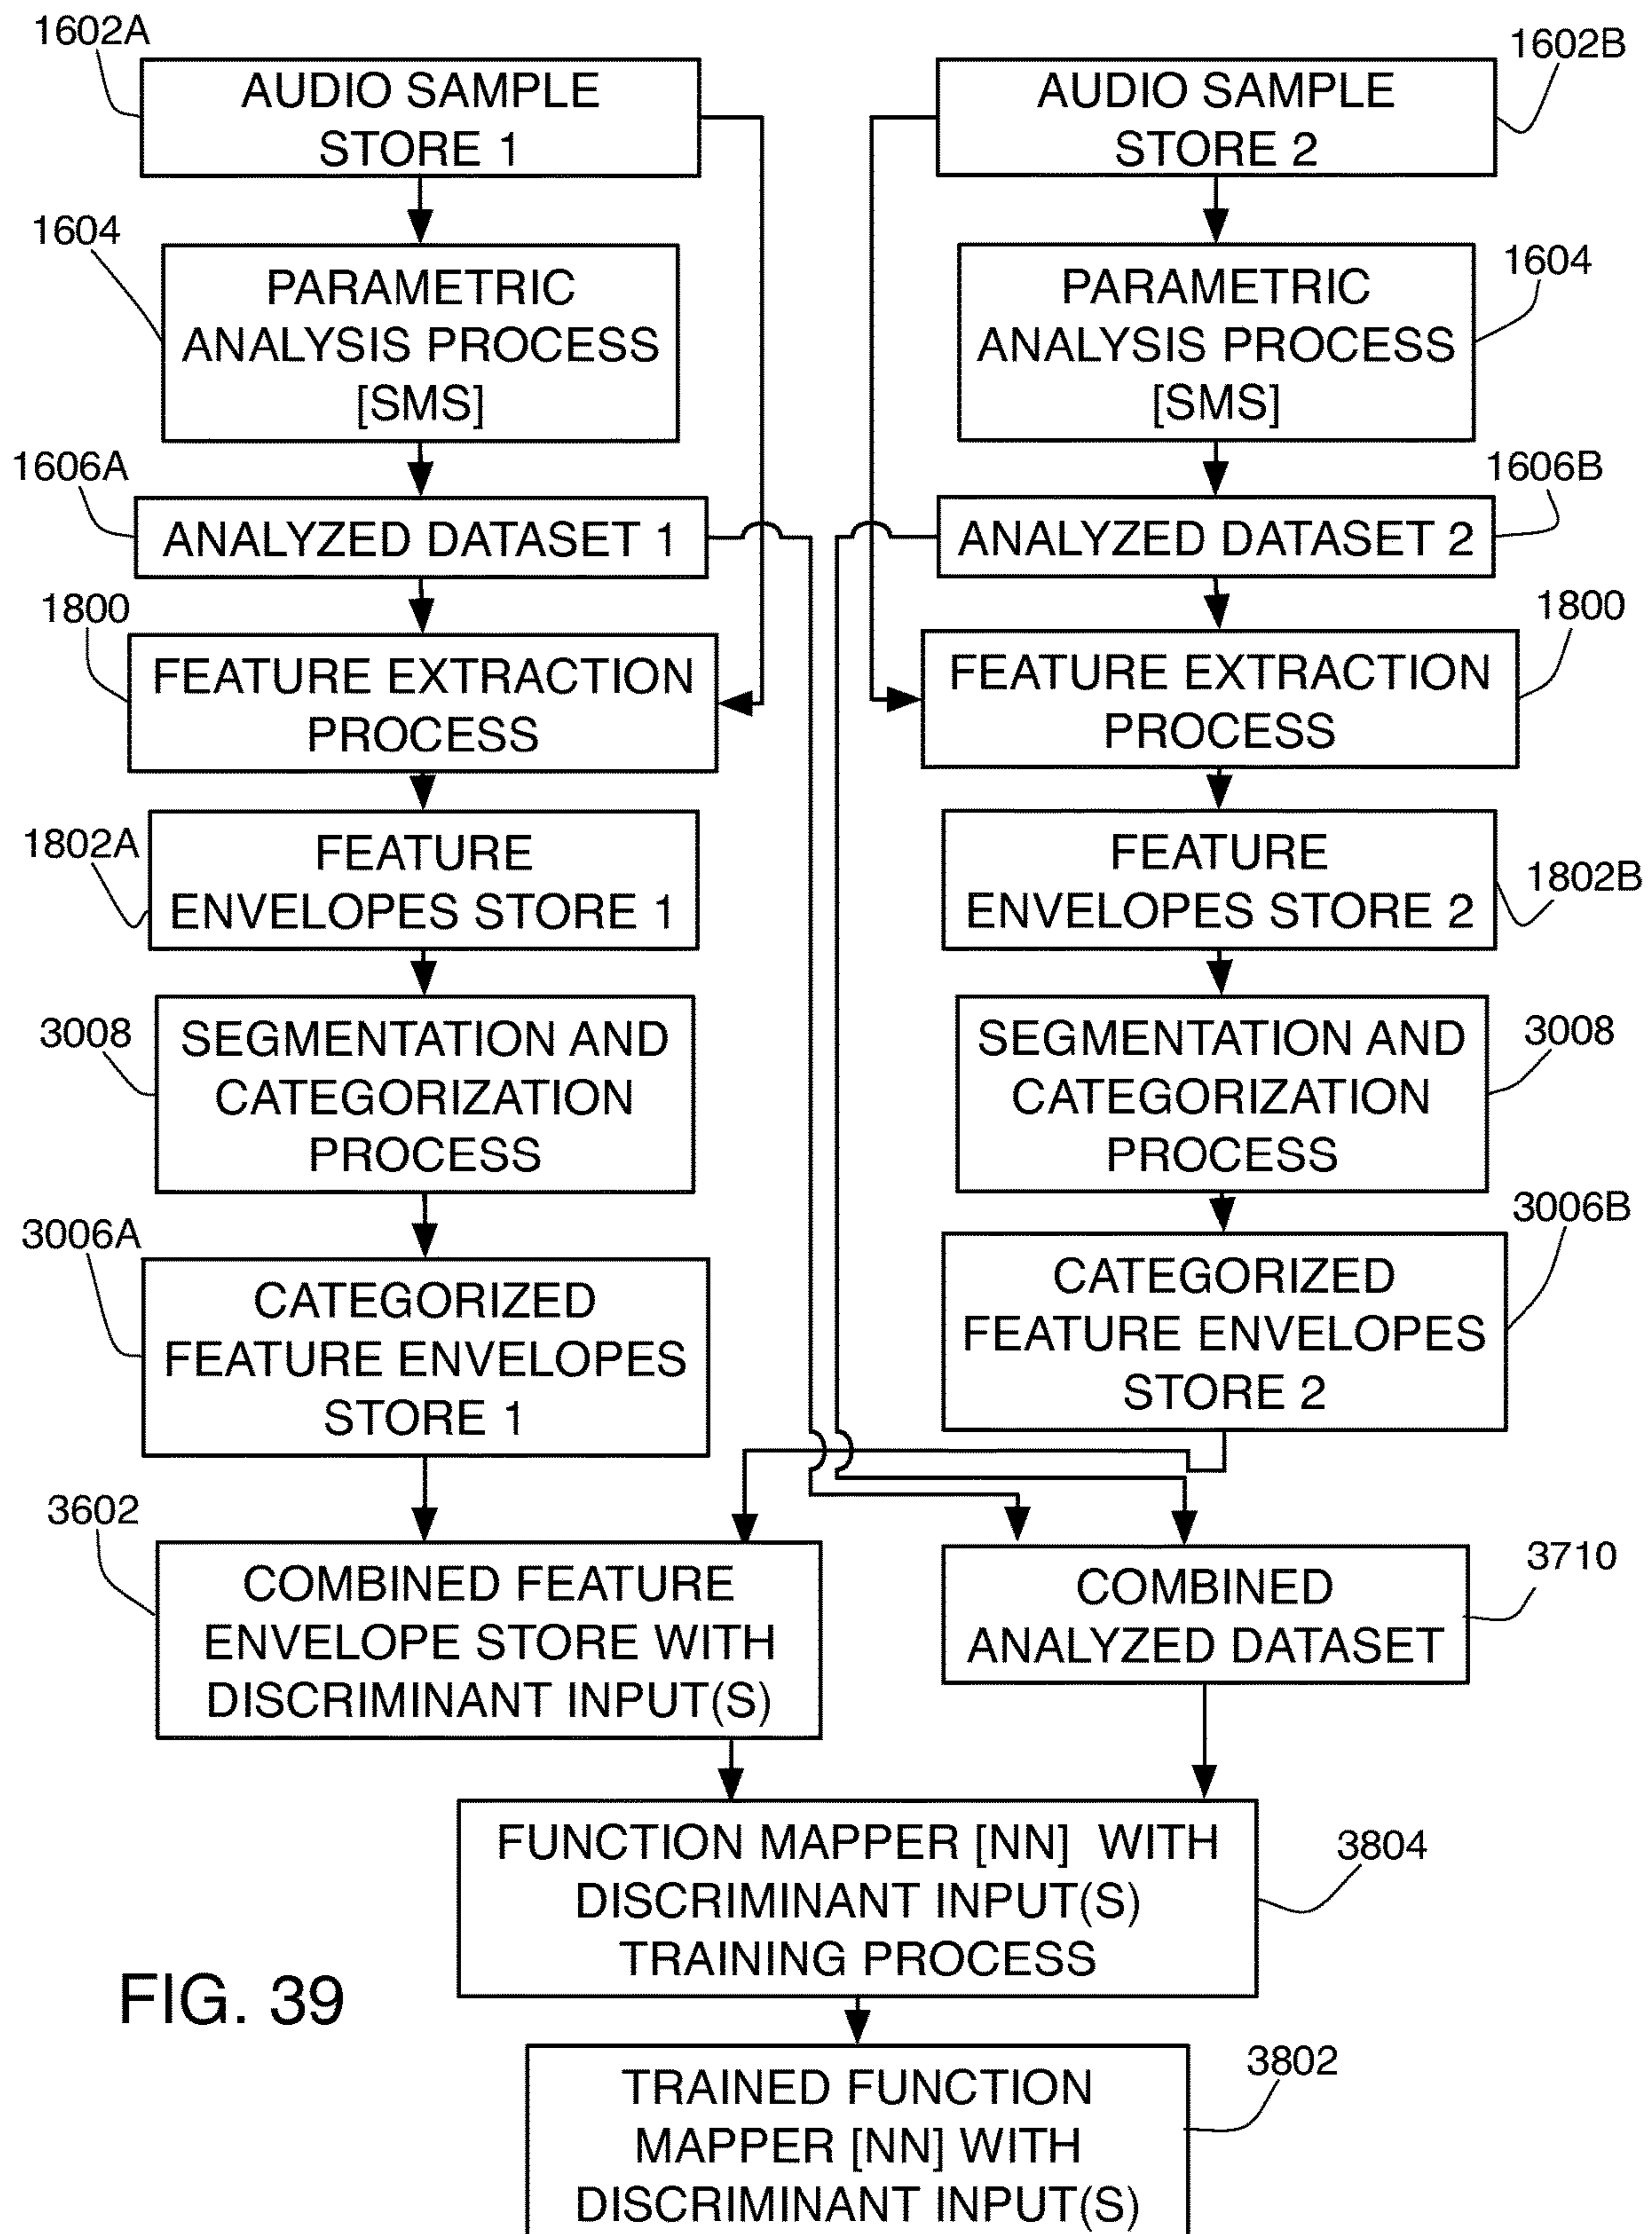 1602A
AUDIO SAMPLE
STORE 1
1602B
AUDIO SAMPLE
STORE 2
1604
PARAMETRIC
ANALYSIS PROCESS
[SMS]
1604
PARAMETRIC
ANALYSIS PROCESS
[SMS]
1606A
ANALYZED DATASET 1
1606B
ANALYZED DATASET 2
1800
FEATURE EXTRACTION
PROCESS
1800
FEATURE EXTRACTION
PROCESS
1802A
FEATURE
ENVELOPES STORE 1
1802B
FEATURE
ENVELOPES STORE 2
3008
SEGMENTATION AND
CATEGORIZATION
PROCESS
3008
SEGMENTATION AND
CATEGORIZATION
PROCESS
3006A
CATEGORIZED
FEATURE ENVELOPES
STORE 1
3006B
CATEGORIZED
FEATURE ENVELOPES
STORE 2
3602
COMBINED FEATURE
ENVELOPE STORE WITH
DISCRIMINANT INPUT(S)
3710
COMBINED
ANALYZED DATASET
FUNCTION MAPPER [NN] WITH
DISCRIMINANT INPUT(S)
TRAINING PROCESS
3804
FIG. 39
TRAINED FUNCTION
MAPPER [NN] WITH
DISCRIMINANT INPUT(S)
3802